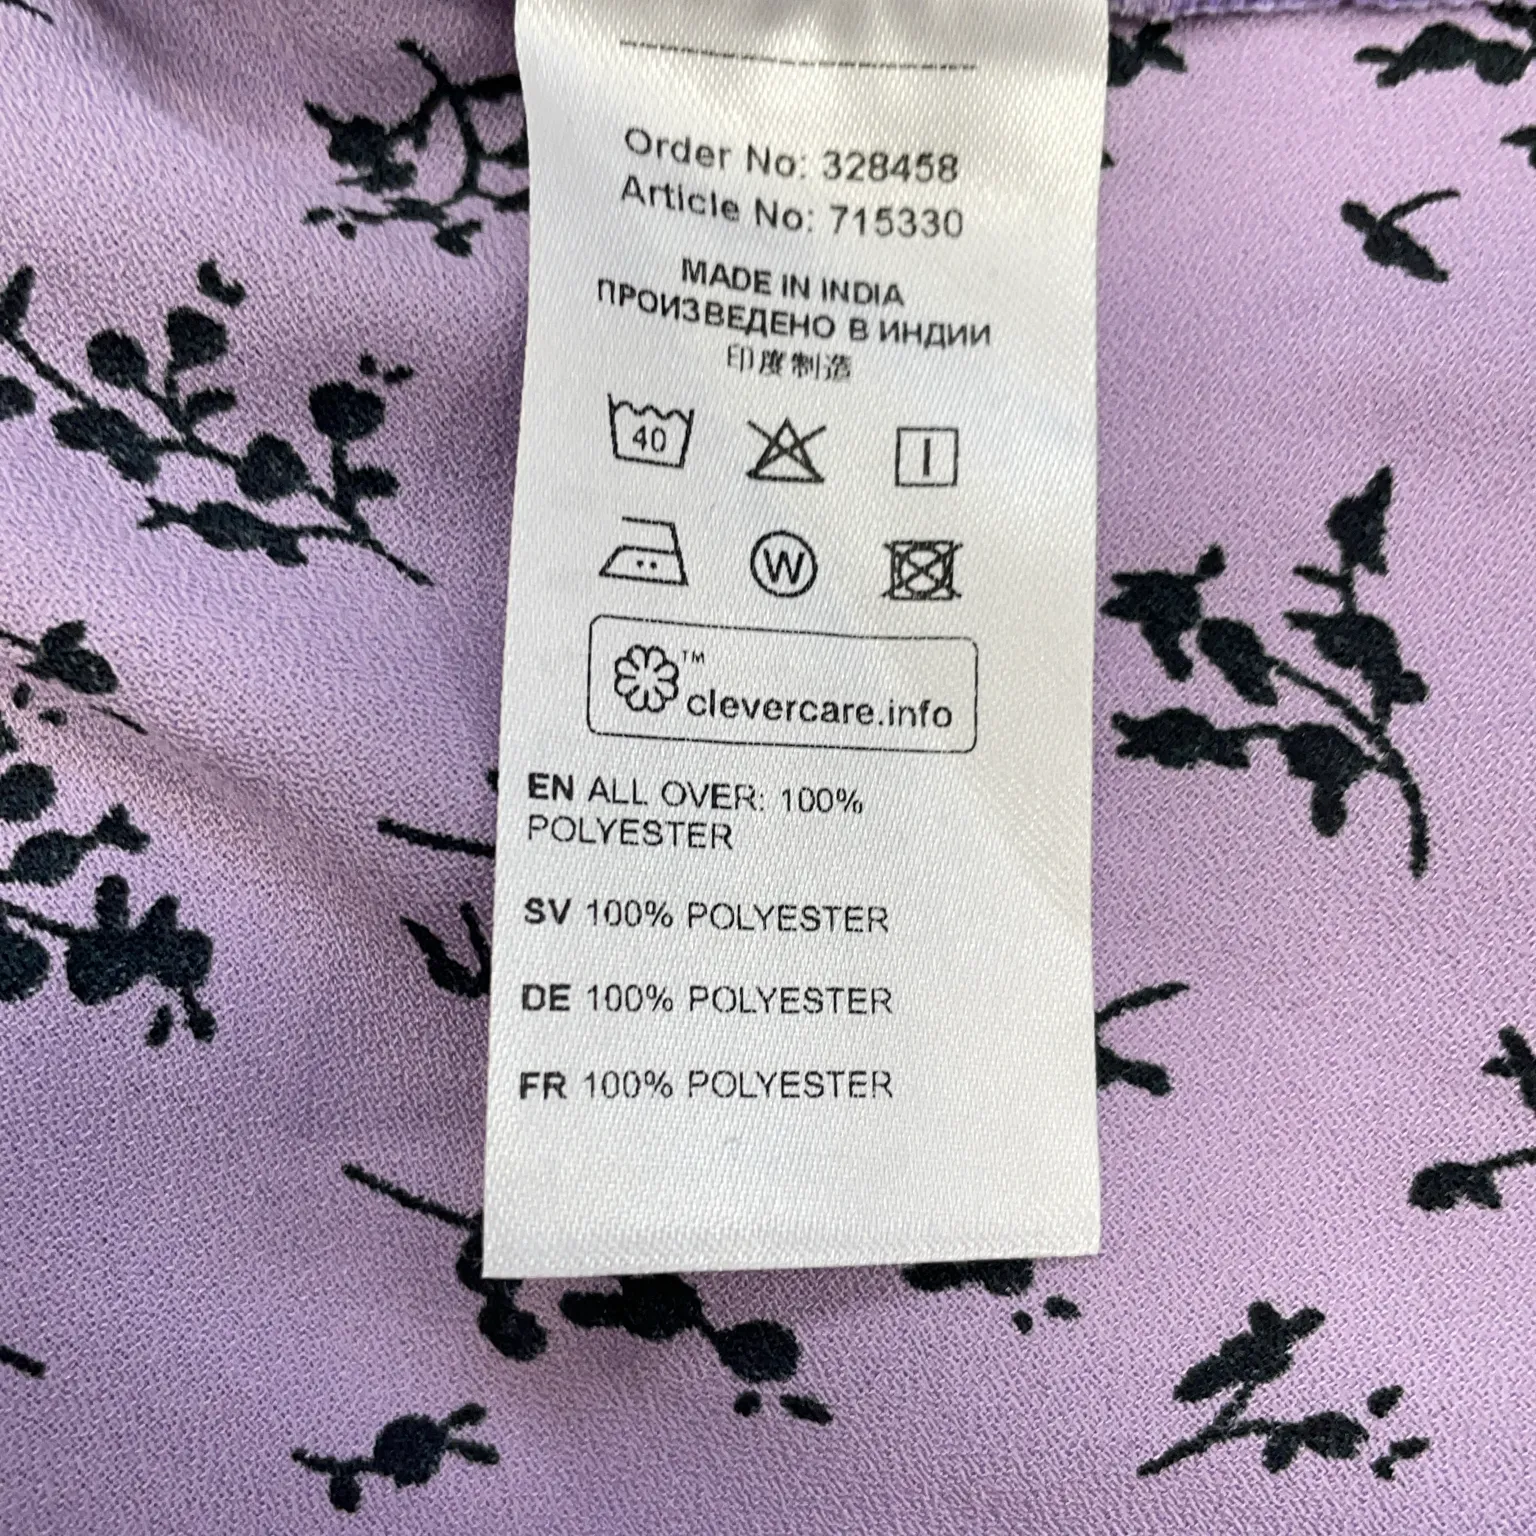 Order No: 328458
Article No: 715330
MADE IN INDIA
ПРОИЗВЕДЕНО В ИНДИИ
印度制造
40
W
™
clevercare.info
EN ALL OVER: 100%
POLYESTER
SV 100% POLYESTER
DE 100% POLYESTER
FR 100% POLYESTER